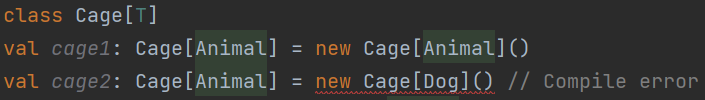 class Cage[T]
val cage1: Cage[Animal] = new Cage[Animal]()
val cage2: Cage[Animal] = new Cage[Dog]() // Compile error